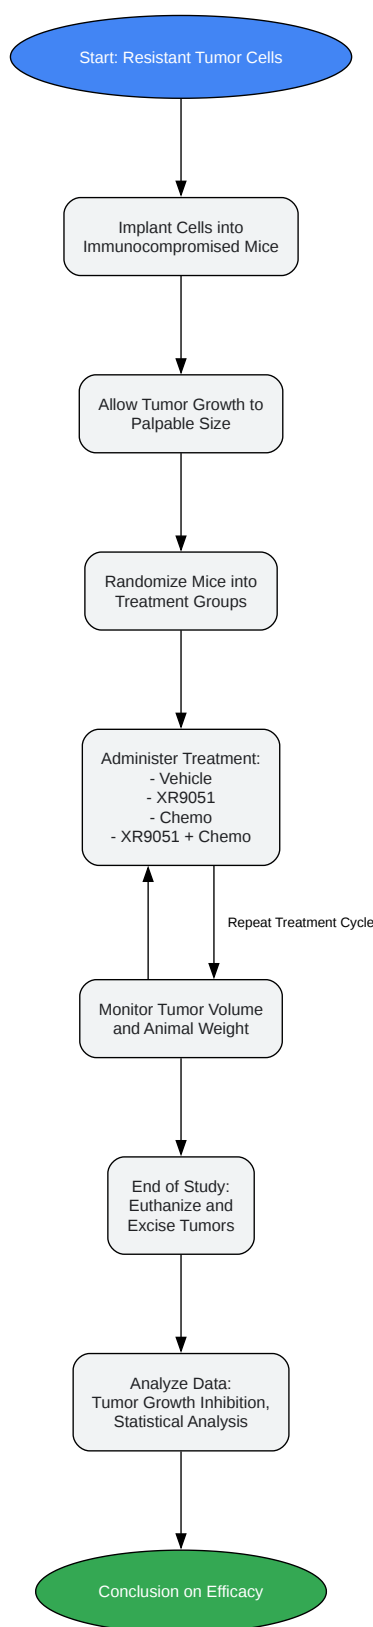 Start: Resistant Tumor Cells
Implant Cells into
Immunocompromised Mice
Allow Tumor Growth to
Palpable Size
Randomize Mice into
Treatment Groups
Administer Treatment:
- Vehicle
- XR9051
- Chemo
- XR9051 + Chemo
Repeat Treatment Cycle
Monitor Tumor Volume
and Animal Weight
End of Study:
Euthanize and
Excise Tumors
Analyze Data:
Tumor Growth Inhibition,
Statistical Analysis
Conclusion on Efficacy